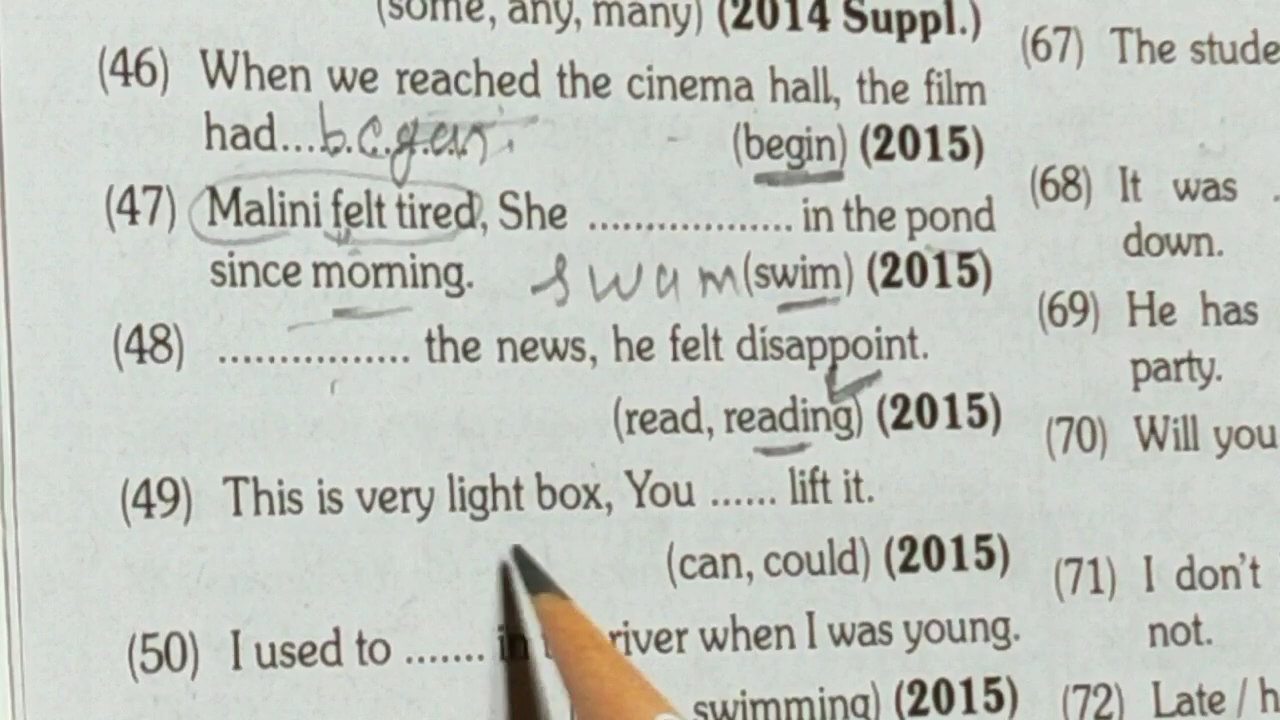 (some, any, many) (2014 Suppl.)
(46) When we reached the cinema hall, the film
had...began.
(begin) (2015)
(47) Malini felt tired, She .................. in the pond
since morning. swam (swim) (2015)
(48) ................ the news, he felt disappoint.
(read, reading) (2015)
(49) This is very light box, You ...... lift it.
(can, could) (2015)
(50) I used to ....... in river when I was young.
swimming) (2015)
(67) The stude
(68) It was
down.
(69) He has
party.
(70) Will you
(71) I don't
not.
(72) Late / h